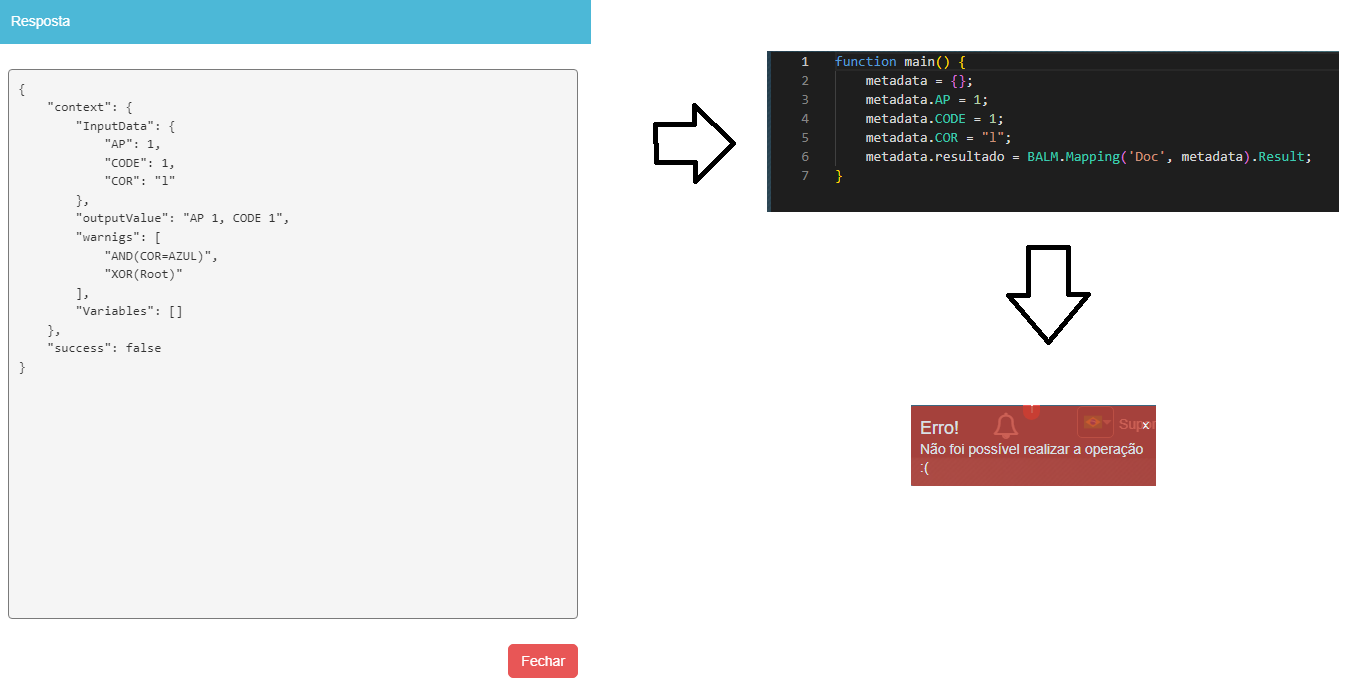 Resposta
{
    "context": {
        "InputData": {
            "AP": 1,
            "CODE": 1,
            "COR": "l"
        },
        "outputValue": "AP 1, CODE 1",
        "warnigs": [
            "AND(COR=AZUL)",
            "XOR(Root)"
        ],
        "Variables": []
    },
    "success": false
}
Fechar
1 function main() {
2     metadata = {};
3     metadata.AP = 1;
4     metadata.CODE = 1;
5     metadata.COR = "l";
6     metadata.resultado = BALM.Mapping('Doc', metadata).Result;
7 }
Erro!
Não foi possível realizar a operação
:(
x